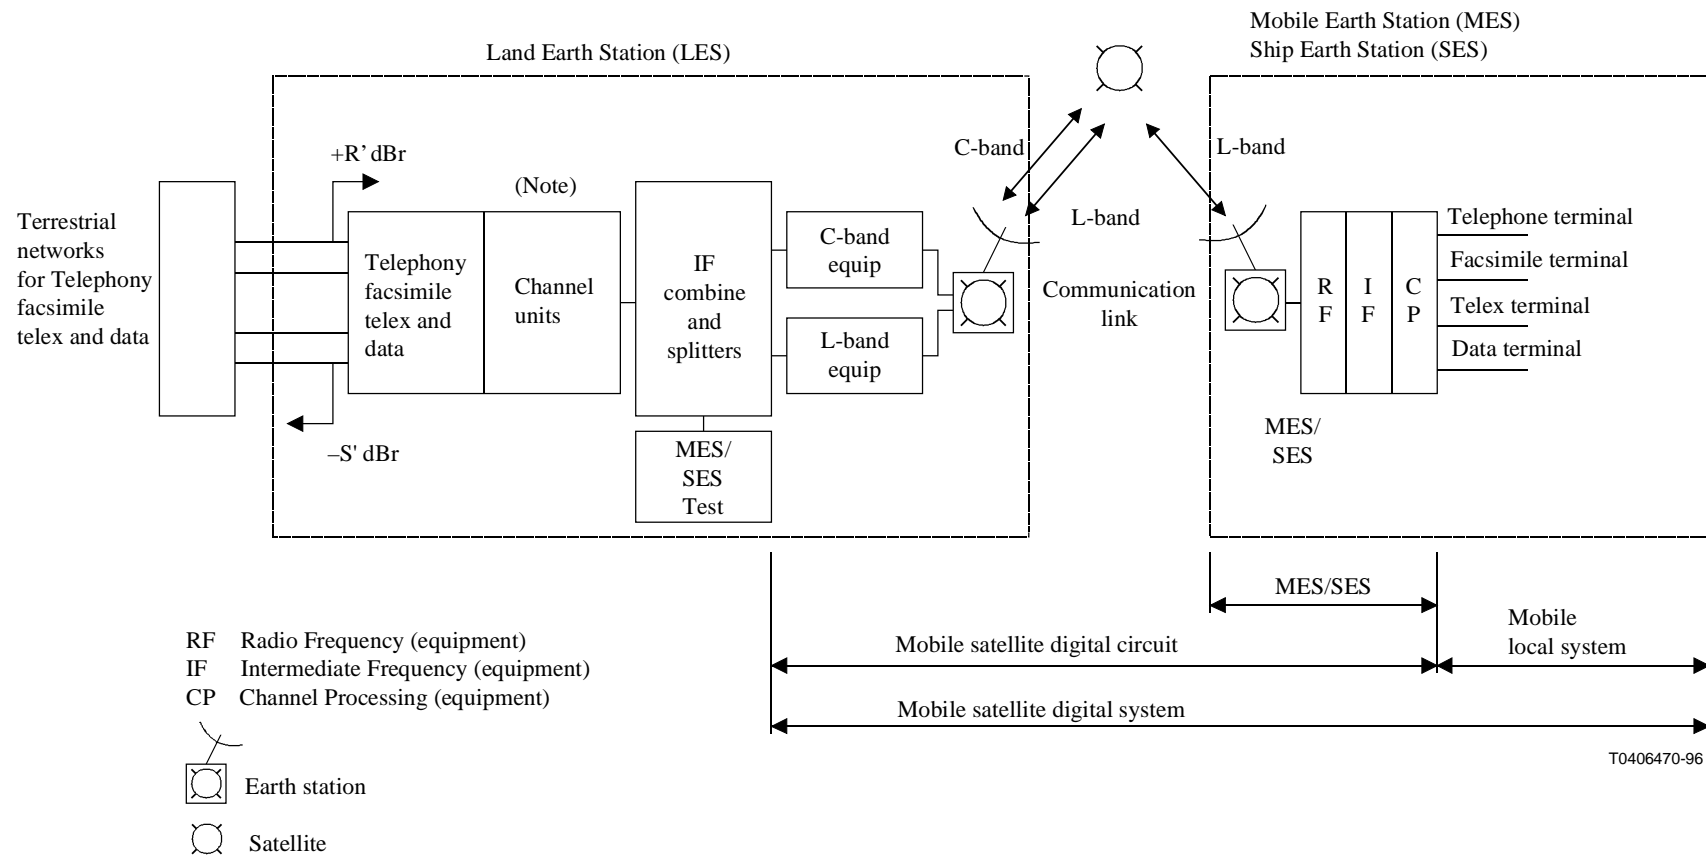 Mobile Earth Station (MES)
Ship Earth Station (SES)
Land Earth Station (LES)
C-band
L-band
+R’ dBr
(Note)
L-band
Terrestrial
networks
for Telephony
facsimile
telex and data
Telephony
facsimile
telex and
data
Channel
units
IF
combine
and
splitters
C-band
equip
L-band
equip
Communication
link
R
F
I
F
C
P
Telephone terminal
Facsimile terminal
Telex terminal
Data terminal
–S' dBr
MES/
SES
Test
MES/
SES
MES/SES
Mobile
local system
Mobile satellite digital circuit
Mobile satellite digital system
RF Radio Frequency (equipment)
IF Intermediate Frequency (equipment)
CP Channel Processing (equipment)
T0406470-96
Earth station
Satellite